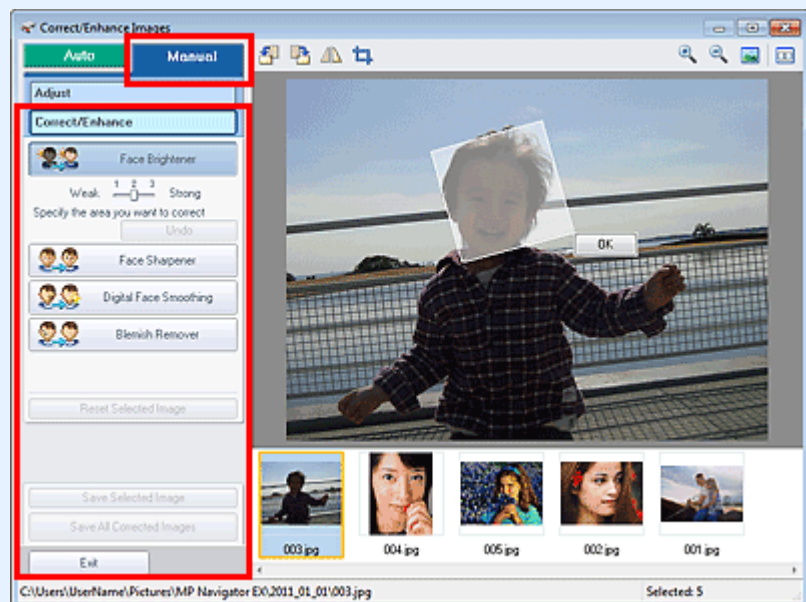 Correct/Enhance Images
Auto Manual
Adjust
Correct/Enhance
Face Brightener
1 2 3
Weak Strong
Specify the area you want to correct
Undo
Face Sharpener
Digital Face Smoothing
Blemish Remover
Reset Selected Image
Save Selected Image
Save All Corrected Images
Exit
OK
003.jpg 004.jpg 005.jpg 002.jpg 001.jpg
C:\Users\UserName\Pictures\MP Navigator EX\2011_01_01\003.jpg Selected: 5